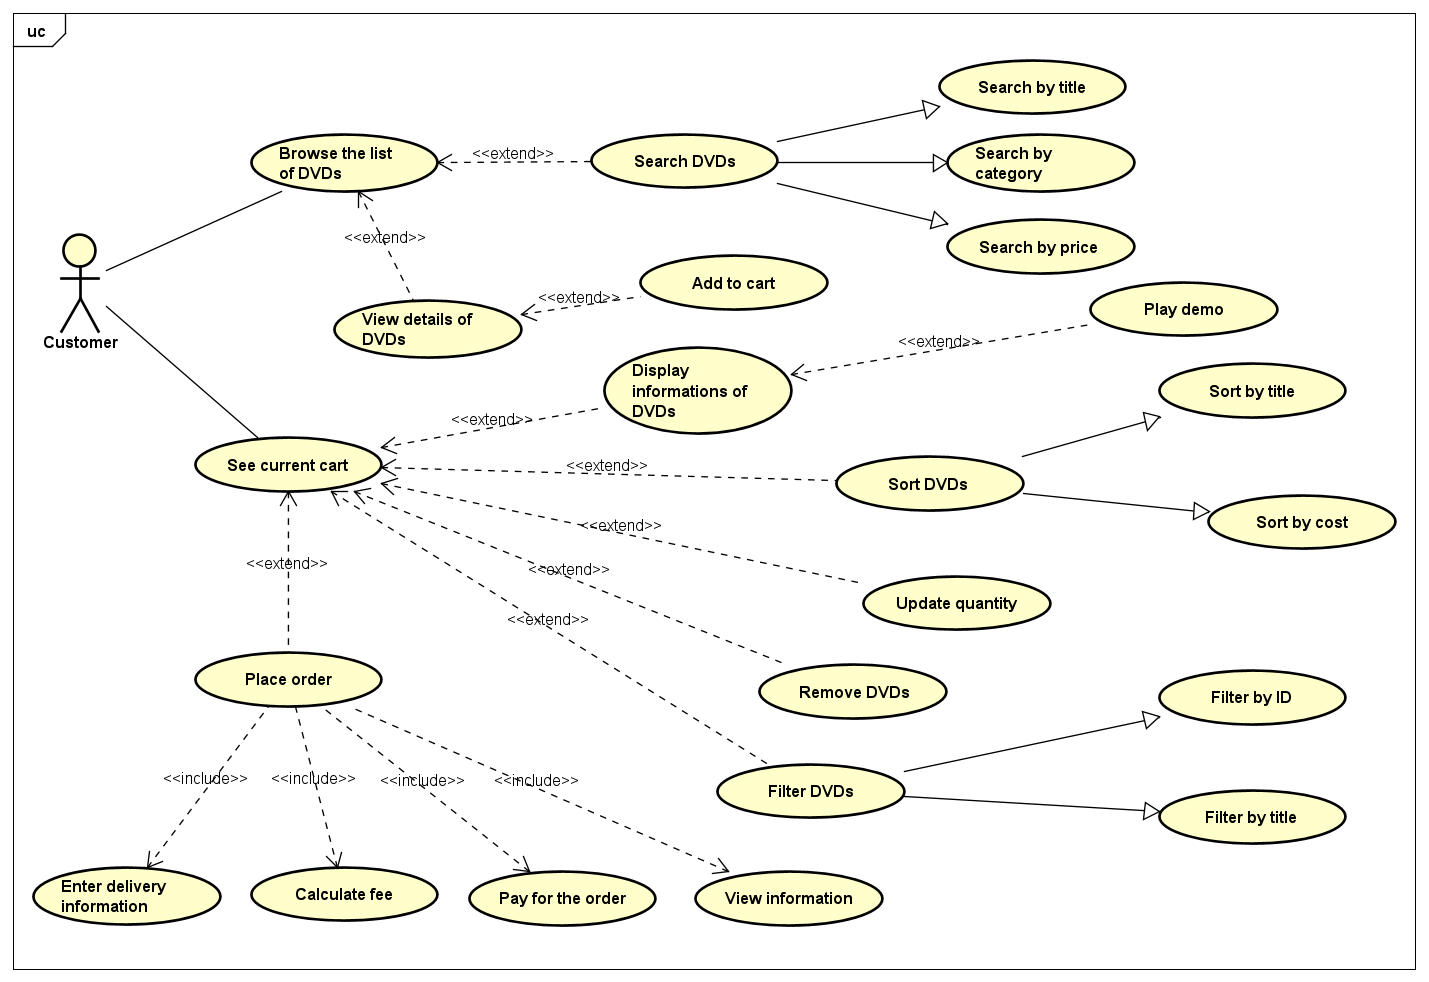 uc
Search by title
Browse the list
of DVDs
<<extend>>
Search DVDs
Search by
category
<<extend>>
Search by price
Customer
View details of
DVDs
<<extend>>
Add to cart
Play demo
<<extend>>
Display
informations of
DVDs
Sort by title
<<extend>>
See current cart
<<extend>>
Sort DVDs
Sort by cost
<<extend>>
<<extend>>
<<extend>>
Update quantity
<<extend>>
Place order
Remove DVDs
Filter by ID
<<include>>
<<include>>
<<include>>
<<include>>
Filter DVDs
Filter by title
Enter delivery
information
Calculate fee
Pay for the order
View information